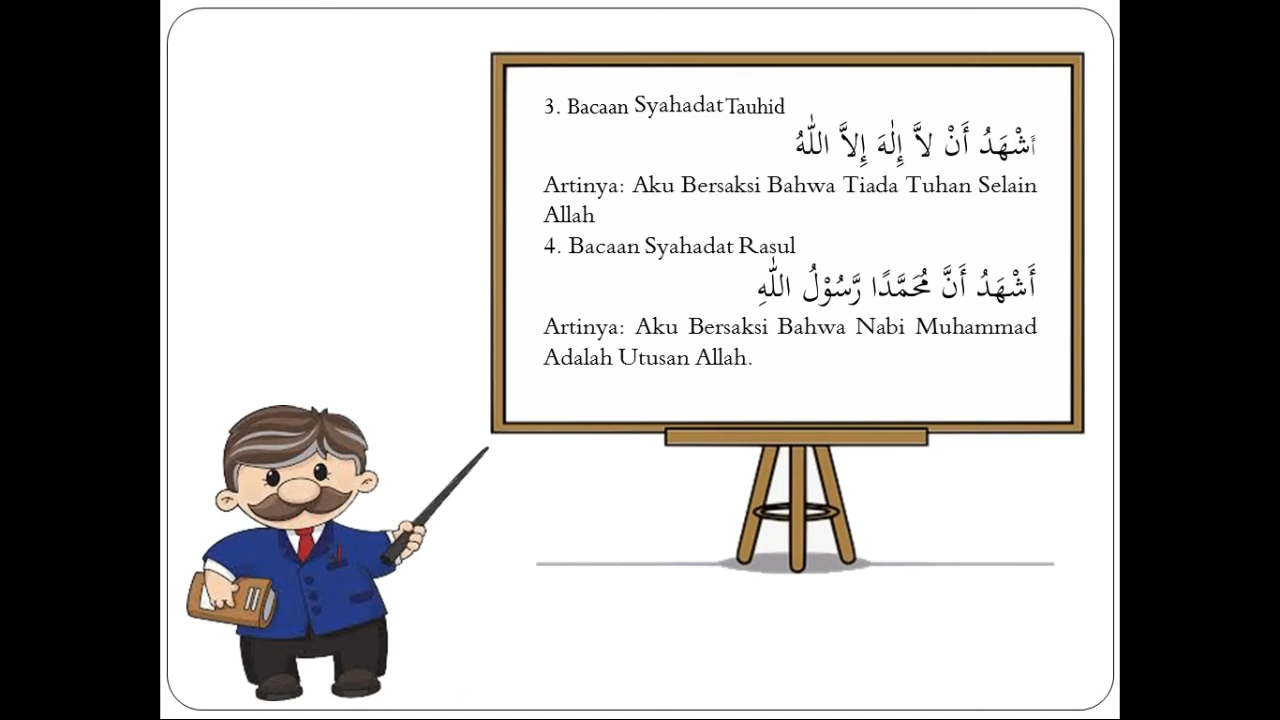 3. Bacaan Syahadat Tauhid
اَشْهَدُ أَنْ لاَّ إِلٰهَ إِلاَّ اللّٰهُ
Artinya: Aku Bersaksi Bahwa Tiada Tuhan Selain
Allah
4. Bacaan Syahadat Rasul
أَشْهَدُ أَنَّ مُحَمَّدًا رَّسُوْلُ اللّٰهِ
Artinya: Aku Bersaksi Bahwa Nabi Muhammad
Adalah Utusan Allah.